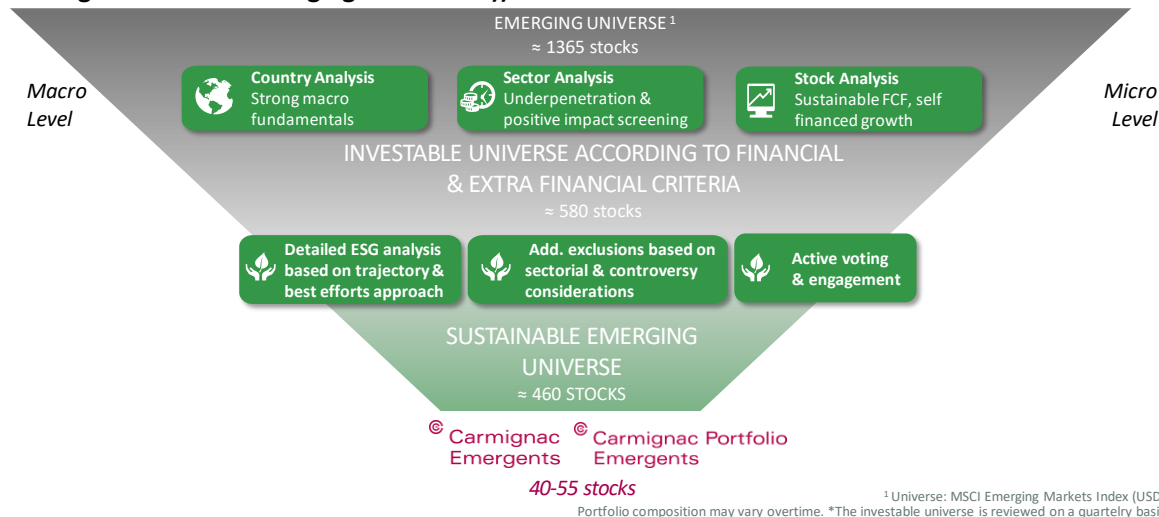 EMERGING UNIVERSE 1
≈ 1365 stocks
Macro
Level
Country Analysis
Strong macro
fundamentals
Sector Analysis
Underpenetration &
positive impact screening
Stock Analysis
Sustainable FCF, self
financed growth
Micro
Level
INVESTABLE UNIVERSE ACCORDING TO FINANCIAL
& EXTRA FINANCIAL CRITERIA
≈ 580 stocks
Detailed ESG analysis
based on trajectory &
best efforts approach
Add. exclusions based on
sectorial & controversy
considerations
Active voting
& engagement
SUSTAINABLE EMERGING
UNIVERSE
≈ 460 STOCKS
Carmignac
Emergents
Carmignac Portfolio
Emergents
40-55 stocks
1 Universe: MSCI Emerging Markets Index (USD
Portfolio composition may vary overtime. *The investable universe is reviewed on a quartelry basi